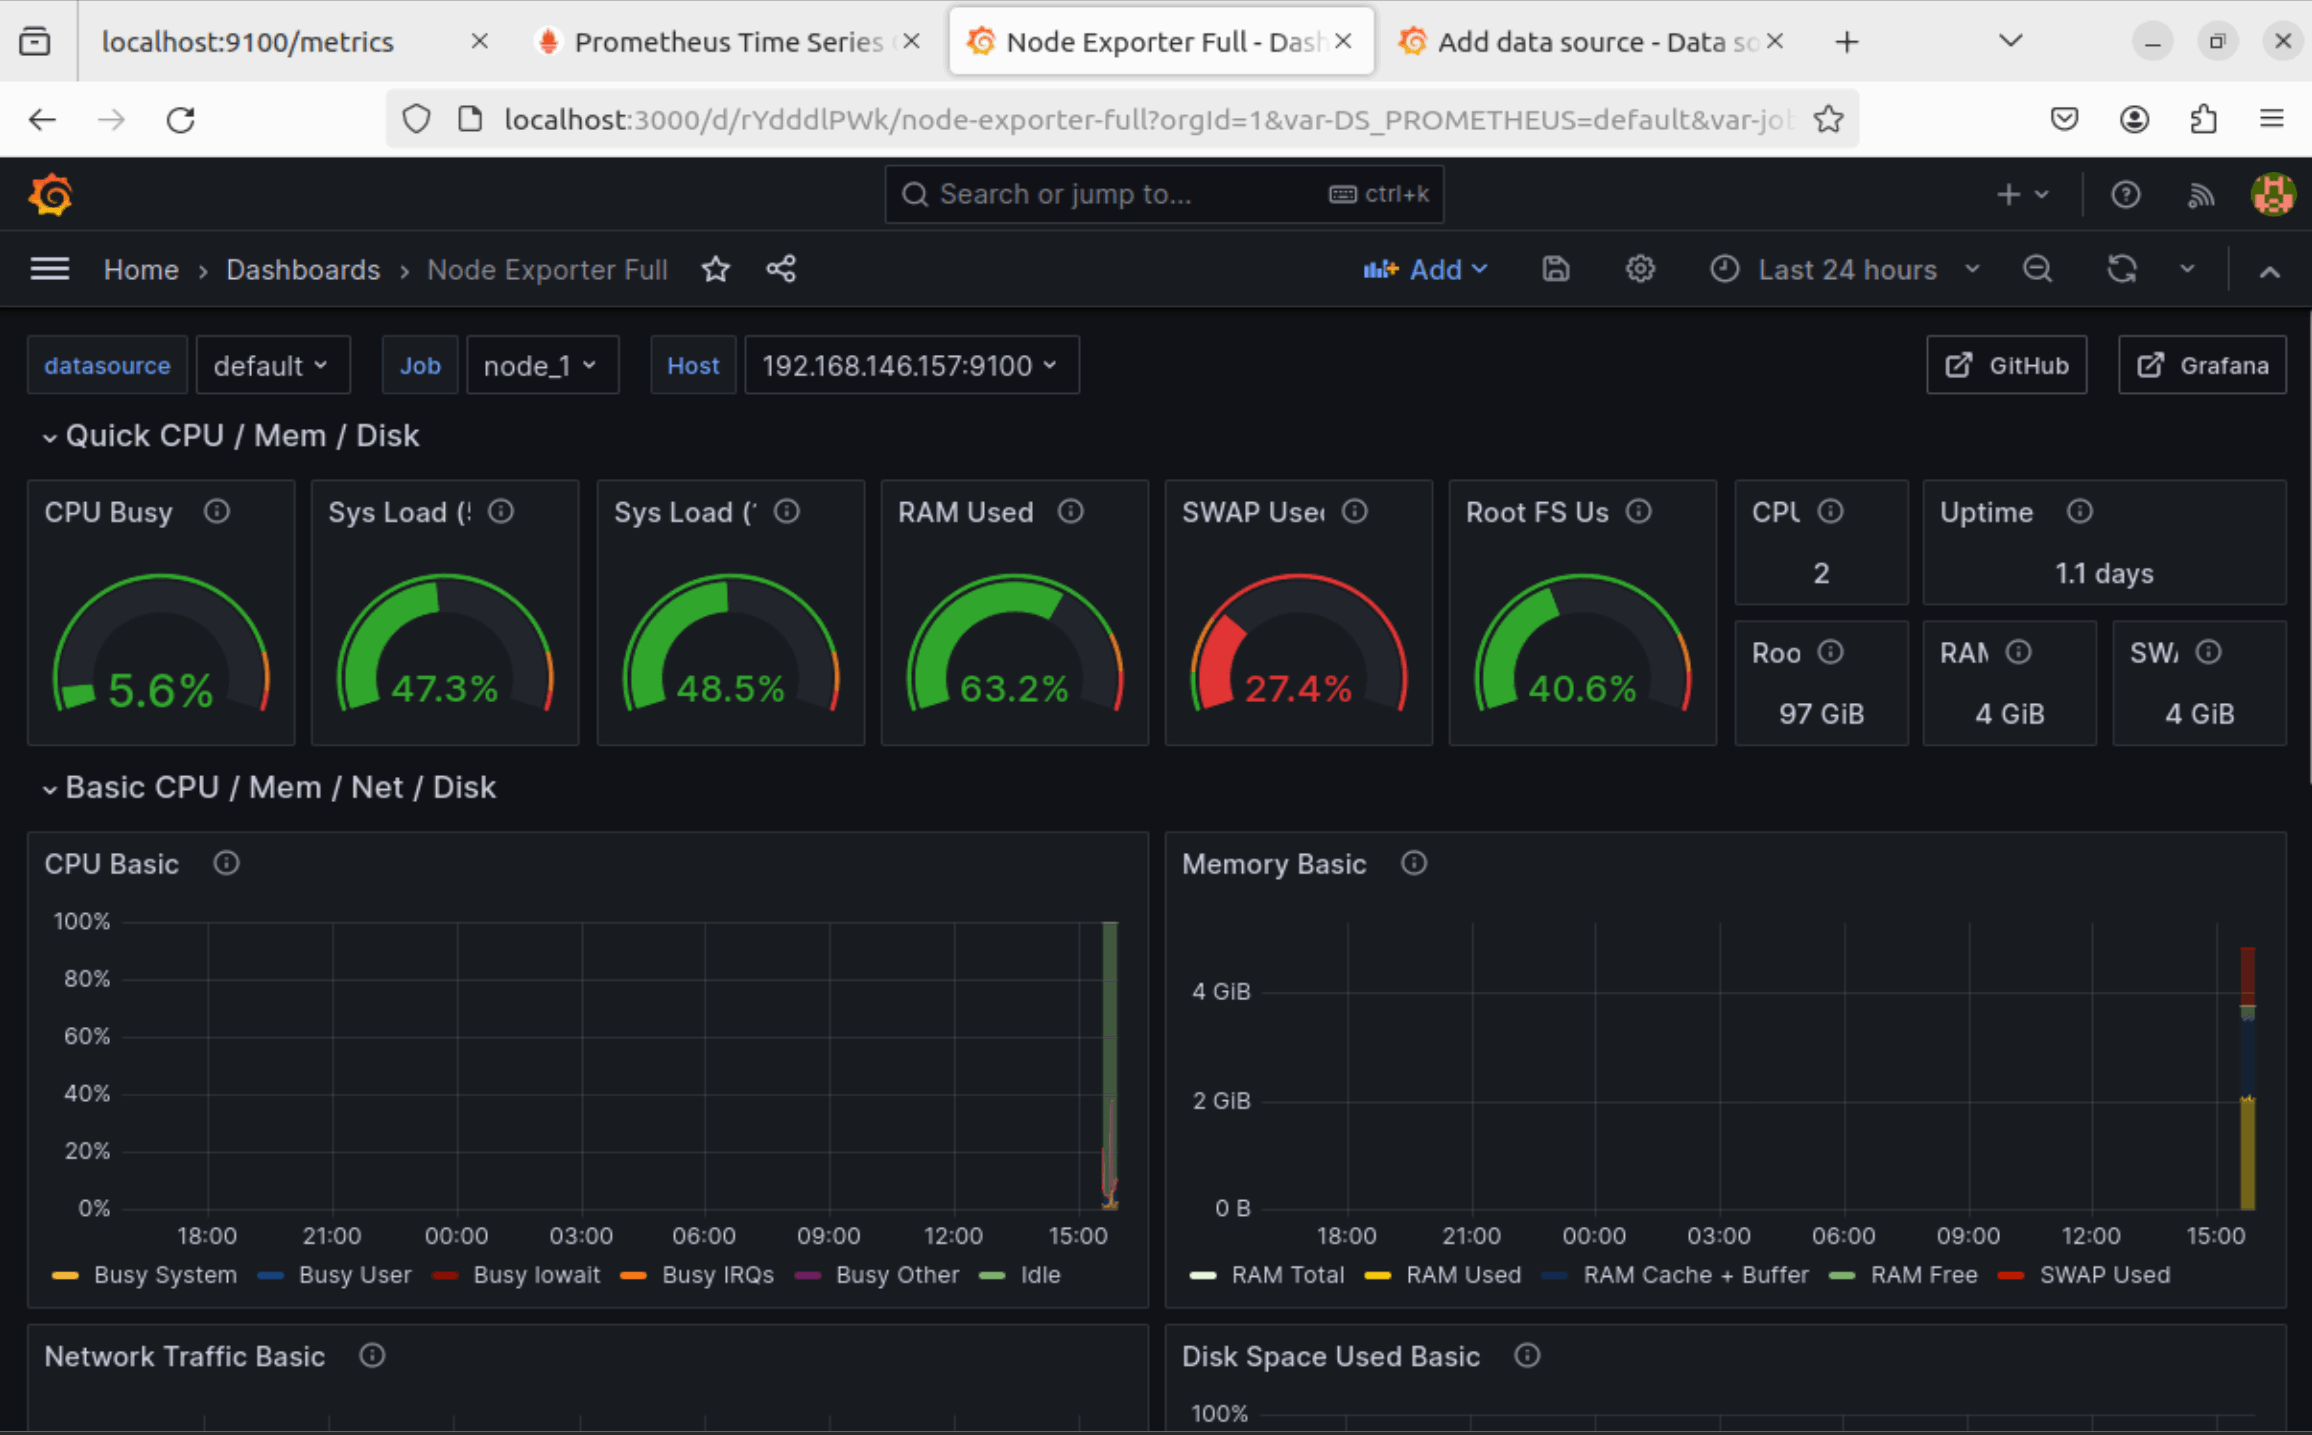 localhost:9100/metrics
Prometheus Time Series
Node Exporter Full - Dash
Add data source - Data so
localhost:3000/d/rYdddlPWk/node-exporter-full?orgId=1&var-DS_PROMETHEUS=default&var-job
Search or jump to...
ctrl+k
Home › Dashboards › Node Exporter Full
Add
Last 24 hours
datasource
default
Job
node_1
Host
192.168.146.157:9100
GitHub
Grafana
Quick CPU / Mem / Disk
CPU Busy
5.6%
Sys Load (
47.3%
Sys Load (
48.5%
RAM Used
63.2%
SWAP Used
27.4%
Root FS Us
40.6%
CPU
2
Uptime
1.1 days
Roo
97 GiB
RAM
4 GiB
SWA
4 GiB
Basic CPU / Mem / Net / Disk
CPU Basic
100%
80%
60%
40%
20%
0%
18:00 21:00 00:00 03:00 06:00 09:00 12:00 15:00
Busy System Busy User Busy Iowait Busy IRQs Busy Other Idle
Memory Basic
4 GiB
2 GiB
0 B
18:00 21:00 00:00 03:00 06:00 09:00 12:00 15:00
RAM Total RAM Used RAM Cache + Buffer RAM Free SWAP Used
Network Traffic Basic
Disk Space Used Basic
100%